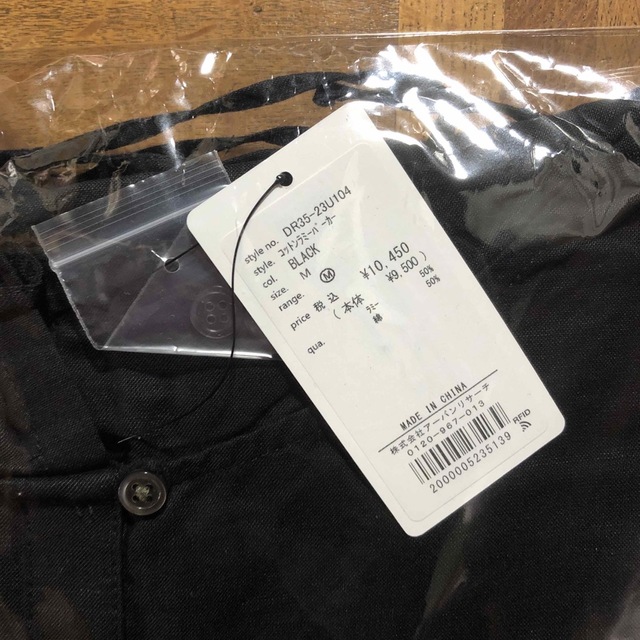 style no. DR35-23U104
style. コットンラミーパーカー
col. BLACK
size. M
range. Ⓜ
price 税込 ¥10,450
(本体 ¥9,500)
qua. ラミー 50%
綿 50%
MADE IN CHINA
株式会社アーバンリサーチ
0120-967-013
2000005235139
RFID